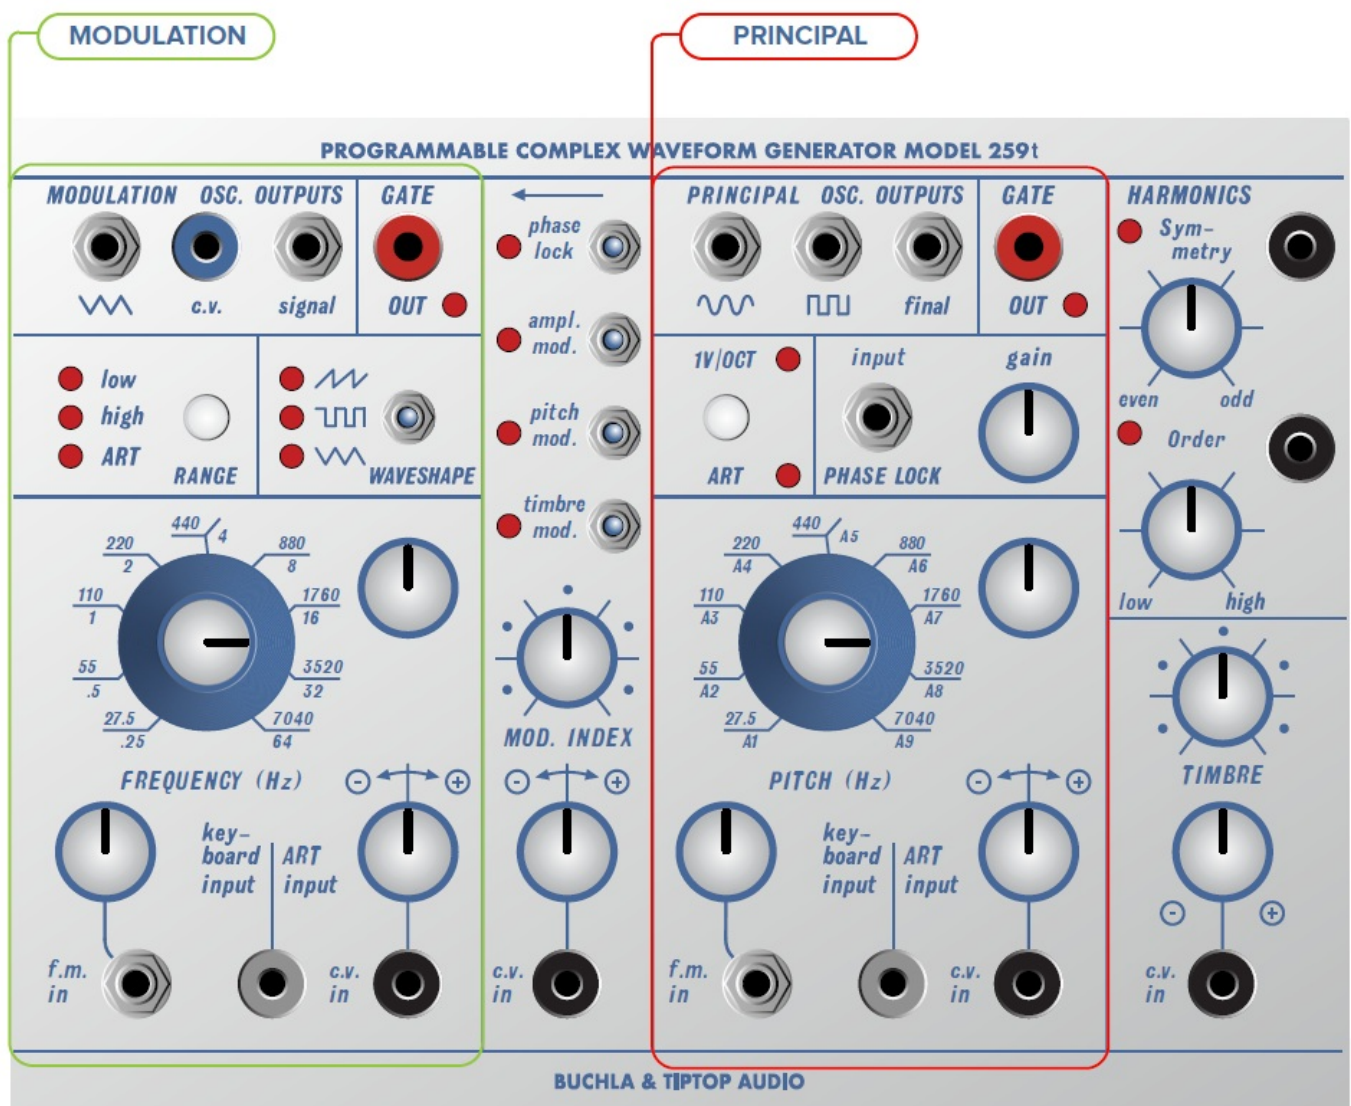 MODULATION
PRINCIPAL
PROGRAMMABLE COMPLEX WAVEFORM GENERATOR MODEL 259t
MODULATION OSC. OUTPUTS
GATE
c.v.
signal
OUT
low
high
ART
RANGE
WAVESHAPE
440
4
220
2
880
8
110
1
1760
16
55
.5
3520
32
27.5
.25
7040
64
FREQUENCY (Hz)
- +
key-
board
input
ART
input
f.m.
in
c.v.
in
phase
lock
ampl.
mod.
pitch
mod.
timbre
mod.
MOD. INDEX
- +
c.v.
in
PRINCIPAL OSC. OUTPUTS
GATE
final
OUT
1V/OCT
ART
input
PHASE LOCK
gain
440
A5
220
A4
880
A6
110
A3
1760
A7
55
A2
3520
A8
27.5
A1
7040
A9
PITCH (Hz)
- +
key-
board
input
ART
input
f.m.
in
c.v.
in
HARMONICS
Sym-
metry
even
odd
Order
low
high
TIMBRE
- +
c.v.
in
BUCHLA & TIPTOP AUDIO